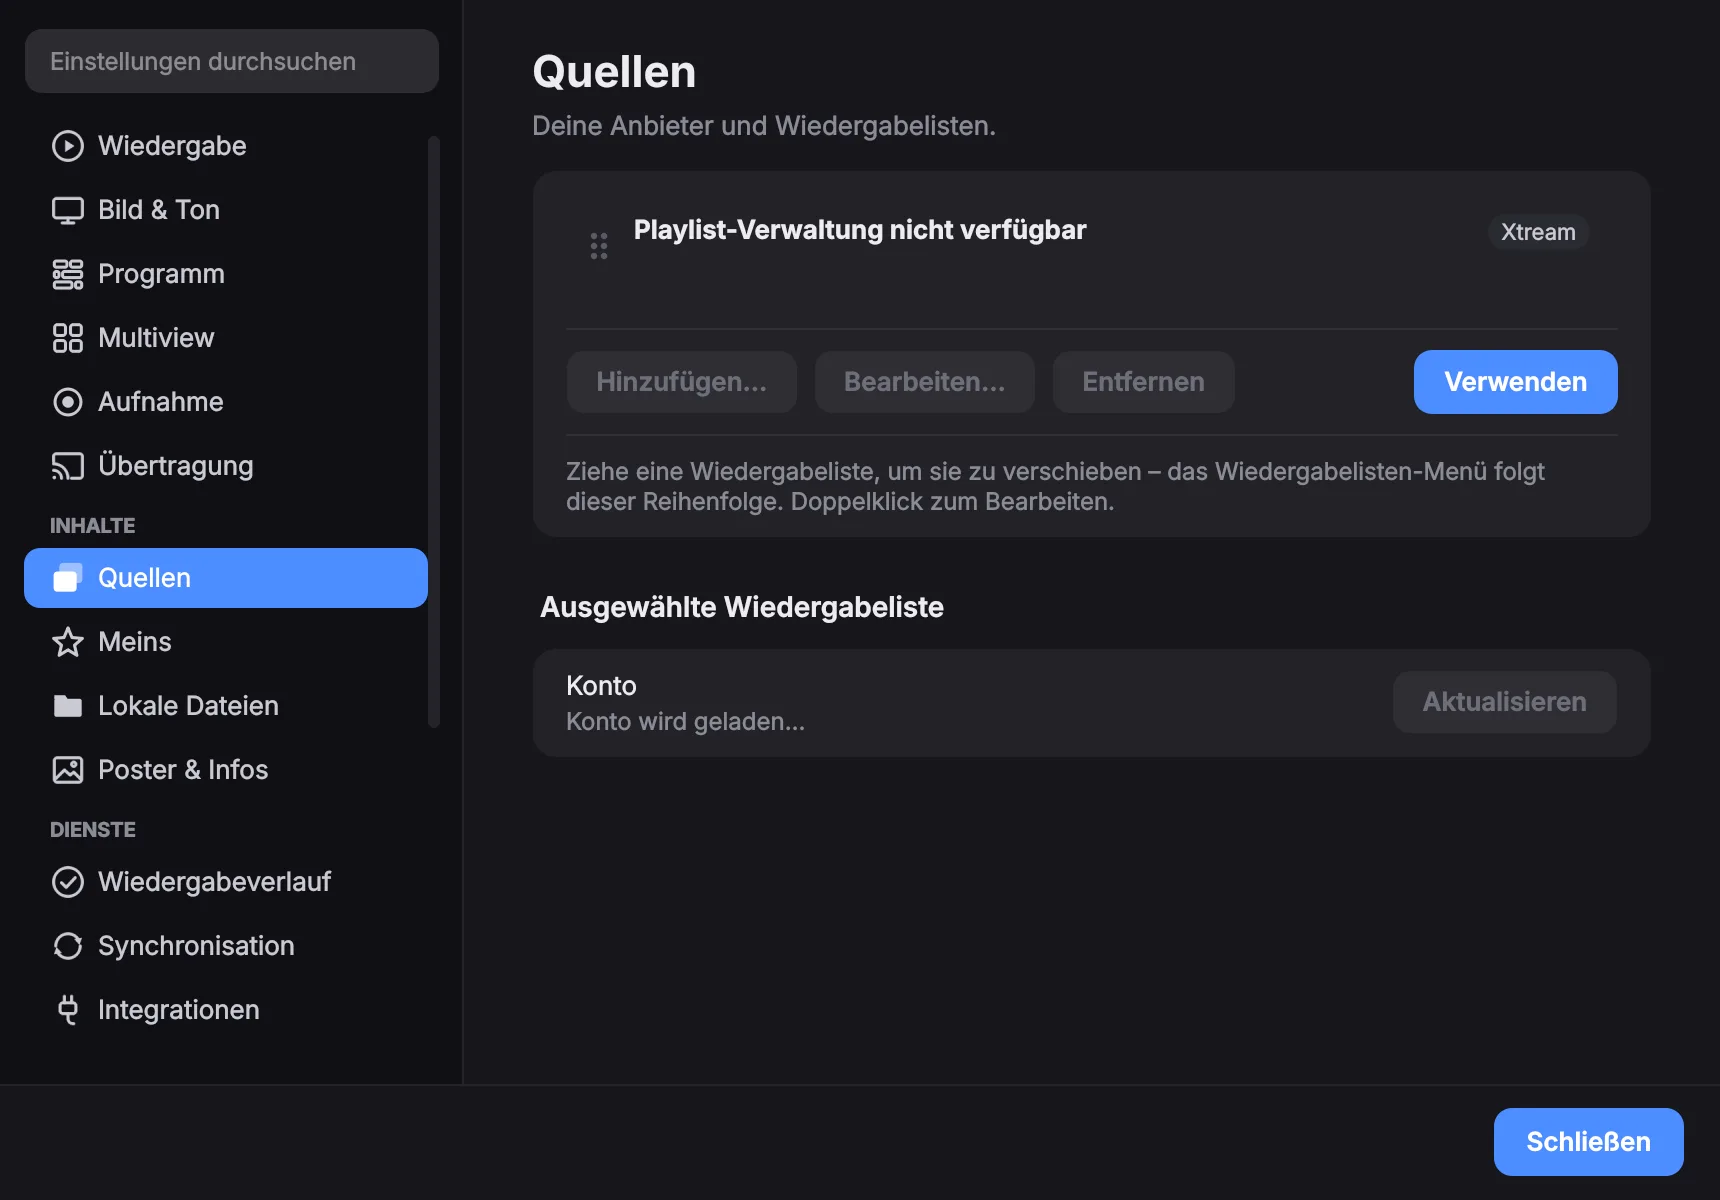 Einstellungen durchsuchen
Wiedergabe
Bild & Ton
Programm
Multiview
Aufnahme
Übertragung
INHALTE
Quellen
Meins
Lokale Dateien
Poster & Infos
DIENSTE
Wiedergabeverlauf
Synchronisation
Integrationen
Quellen
Deine Anbieter und Wiedergabelisten.
Playlist-Verwaltung nicht verfügbar
Xtream
Hinzufügen...
Bearbeiten...
Entfernen
Verwenden
Ziehe eine Wiedergabeliste, um sie zu verschieben – das Wiedergabelisten-Menü folgt
dieser Reihenfolge. Doppelklick zum Bearbeiten.
Ausgewählte Wiedergabeliste
Konto
Konto wird geladen...
Aktualisieren
Schließen